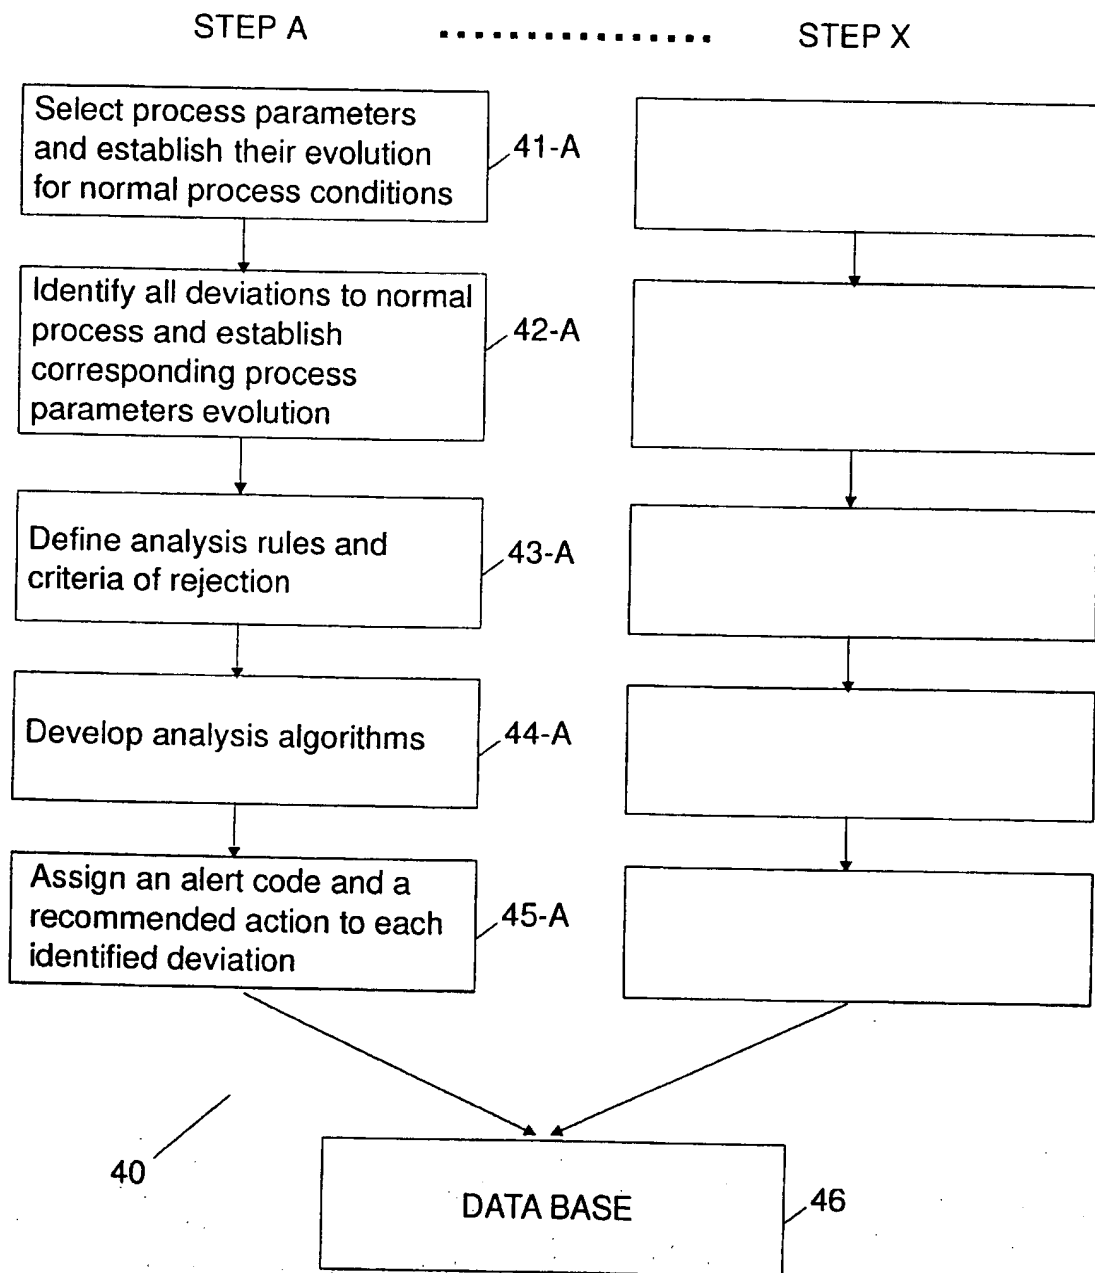 STEP A ................ STEP X
Select process parameters
and establish their evolution
for normal process conditions
41-A
Identify all deviations to normal
process and establish
corresponding process
parameters evolution
42-A
Define analysis rules and
criteria of rejection
43-A
Develop analysis algorithms
44-A
Assign an alert code and a
recommended action to each
identified deviation
45-A
40
DATA BASE
46